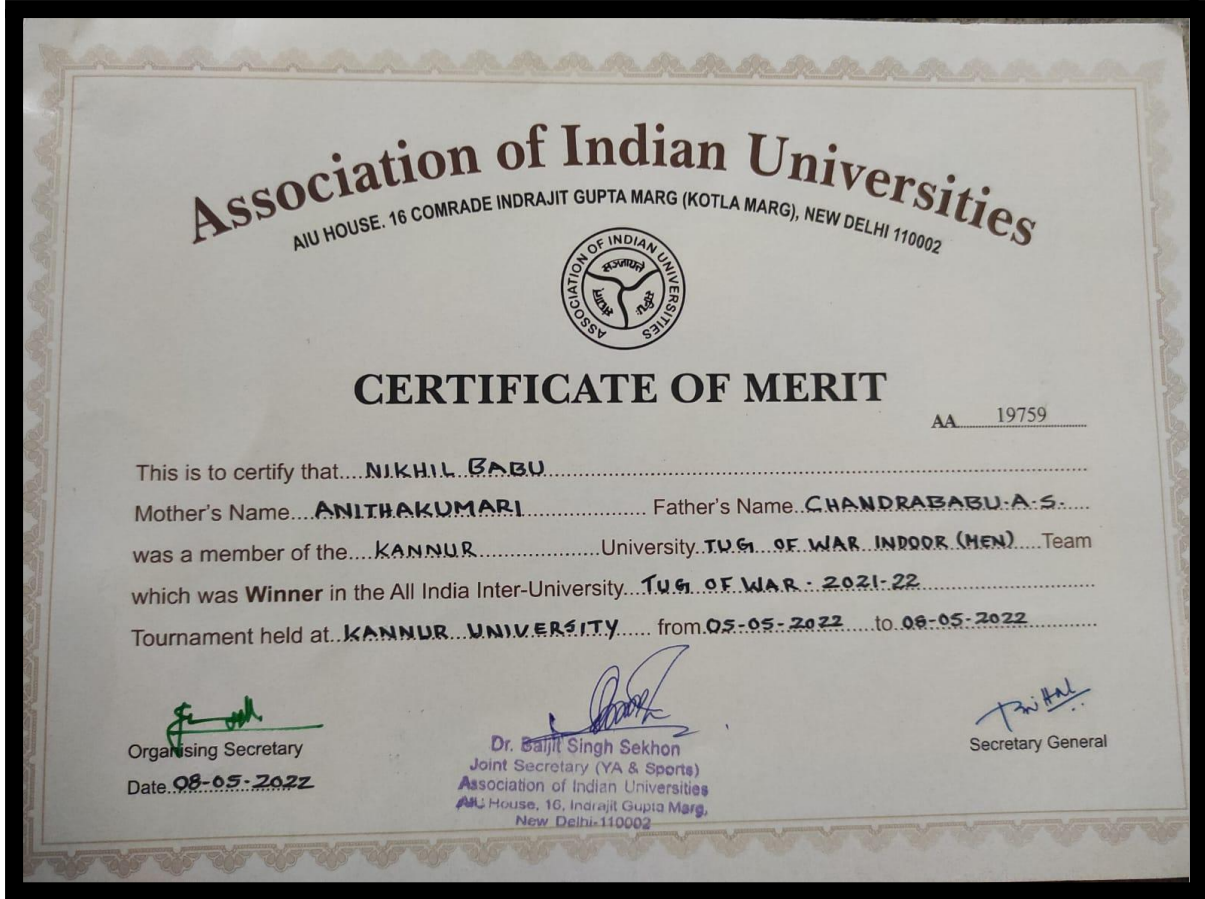 Association of Indian Universities
AIU HOUSE. 16 COMRADE INDRAJIT GUPTA MARG (KOTLA MARG), NEW DELHI 110002
ASSOCIATION OF INDIAN UNIVERSITIES
CERTIFICATE OF MERIT
AA 19759
This is to certify that....NIKHIL BABU
Mother's Name....ANITHAKUMARI.................... Father's Name..CHANDRABABU.A.S.
was a member of the....KANNUR....................University..TUG OF WAR INDOOR (MEN)....Team
which was Winner in the All India Inter-University...TUG OF WAR - 2021-22
Tournament held at..KANNUR UNIVERSITY...... from.05-05-2022....to 08-05-2022
Organising Secretary
Date..08-05-2022
Dr. Baljit Singh Sekhon
Joint Secretary (YA & Sports)
Association of Indian Universities
AIU House, 16, Indrajit Gupta Marg,
New Delhi-110002
Secretary General